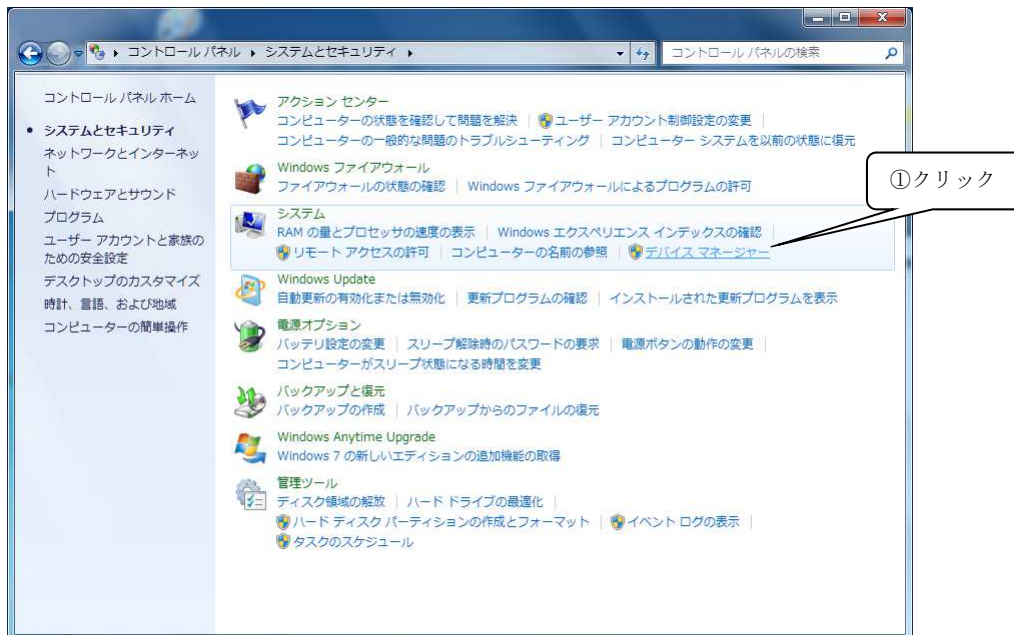 コントロール パネル ▸ システムとセキュリティ ▸
コントロール パネルの検索
コントロール パネル ホーム
• システムとセキュリティ
ネットワークとインターネッ
ト
ハードウェアとサウンド
プログラム
ユーザー アカウントと家族の
ための安全設定
デスクトップのカスタマイズ
時計、言語、および地域
コンピューターの簡単操作
アクション センター
コンピューターの状態を確認して問題を解決 | ユーザー アカウント制御設定の変更 |
コンピューターの一般的な問題のトラブルシューティング | コンピューター システムを以前の状態に復元
Windows ファイアウォール
ファイアウォールの状態の確認 | Windows ファイアウォールによるプログラムの許可
システム
RAM の量とプロセッサの速度の表示 | Windows エクスペリエンス インデックスの確認 |
リモート アクセスの許可 | コンピューターの名前の参照 | デバイス マネージャー
①クリック
Windows Update
自動更新の有効化または無効化 | 更新プログラムの確認 | インストールされた更新プログラムを表示
電源オプション
バッテリ設定の変更 | スリープ解除時のパスワードの要求 | 電源ボタンの動作の変更 |
コンピューターがスリープ状態になる時間を変更
バックアップと復元
バックアップの作成 | バックアップからのファイルの復元
Windows Anytime Upgrade
Windows 7 の新しいエディションの追加機能の取得
管理ツール
ディスク領域の解放 | ハード ドライブの最適化 |
ハード ディスク パーティションの作成とフォーマット | イベント ログの表示 |
タスクのスケジュール